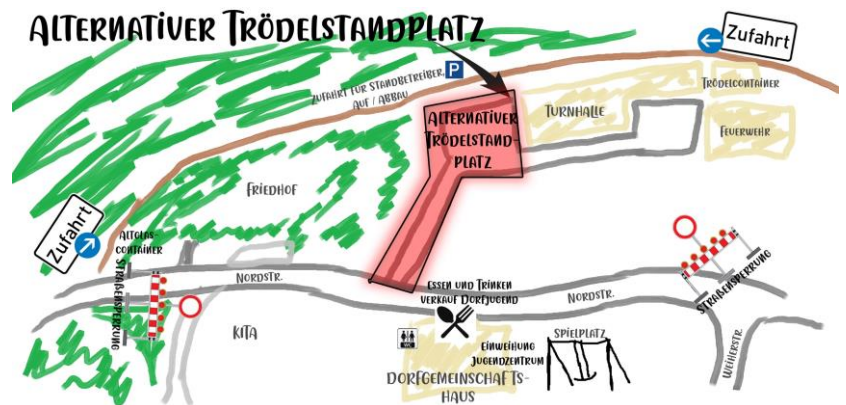 Alternativer Trödelstandplatz
Zufahrt
Zufahrt für Standbetreiber
Auf / Abbau
P
Trödelcontainer
Turnhalle
Alternativer
Trödelstand-
platz
Feuerwehr
Friedhof
Zufahrt
Altglas-
container
Straßensperrung
Nordstr.
Essen und Trinken
Verkauf Dorfjugend
Nordstr.
Straßensperrung
Kita
WC
Einweihung
Jugendzentrum
Spielplatz
Weiherstr.
Dorfgemeinschafts-
haus